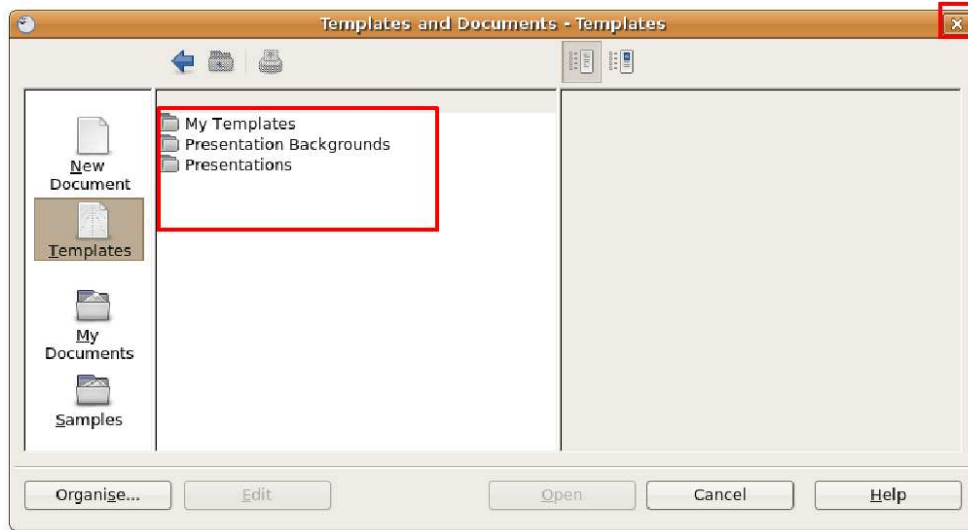 Templates and Documents - Templates
My Templates
Presentation Backgrounds
Presentations
New
Document
Templates
My
Documents
Samples
Organise...
Edit
Open
Cancel
Help